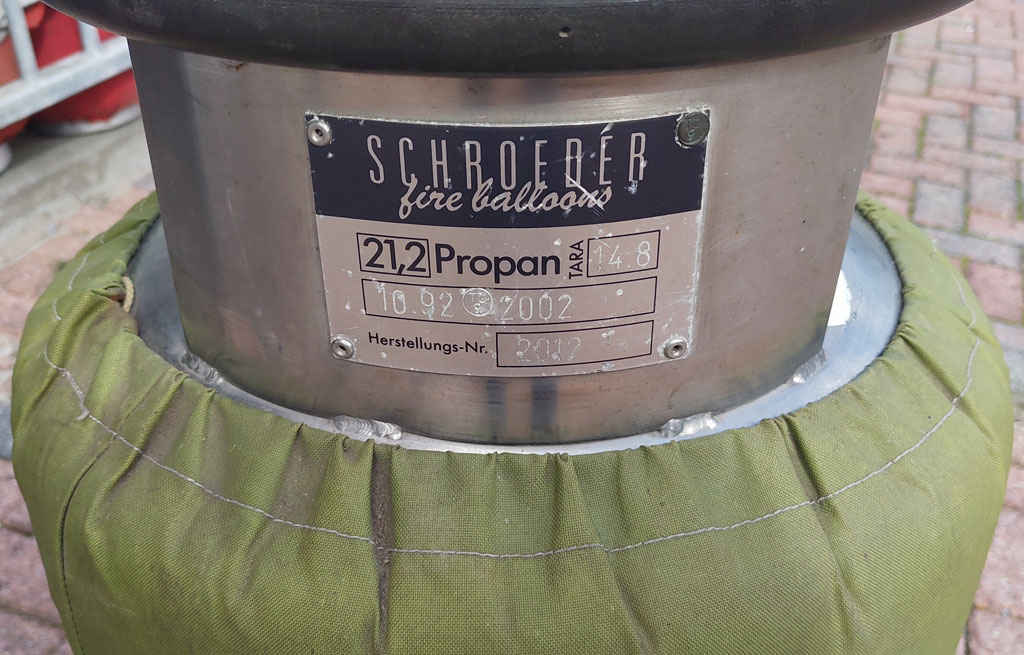 SCHROEDER
fire balloons
21,2 Propan TARA 14.8
10.92 2002
Herstellungs-Nr. 2012